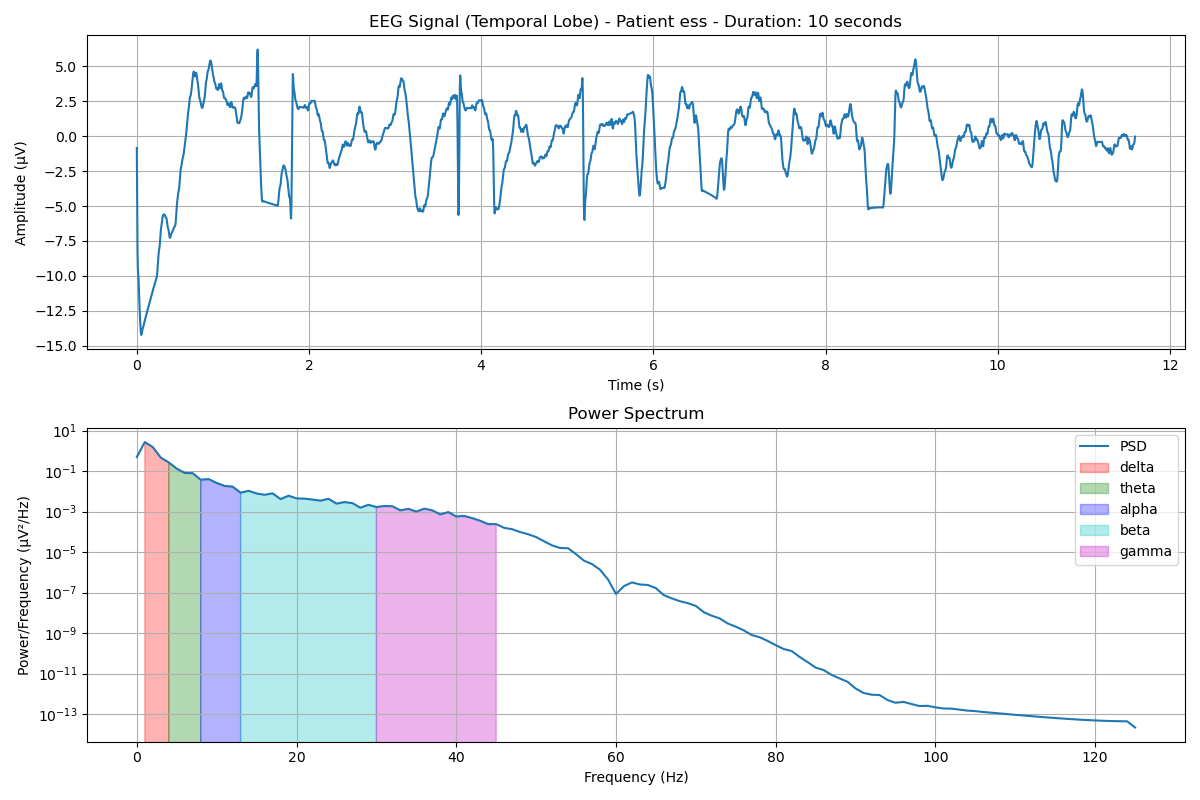 EEG Signal (Temporal Lobe) - Patient ess - Duration: 10 seconds
Amplitude (μV)
5.0
2.5
0.0
−2.5
−5.0
−7.5
−10.0
−12.5
−15.0
0 2 4 6 8 10 12
Time (s)
Power Spectrum
Power/Frequency (μV²/Hz)
10¹
10⁻¹
10⁻³
10⁻⁵
10⁻⁷
10⁻⁹
10⁻¹¹
10⁻¹³
PSD
delta
theta
alpha
beta
gamma
0 20 40 60 80 100 120
Frequency (Hz)